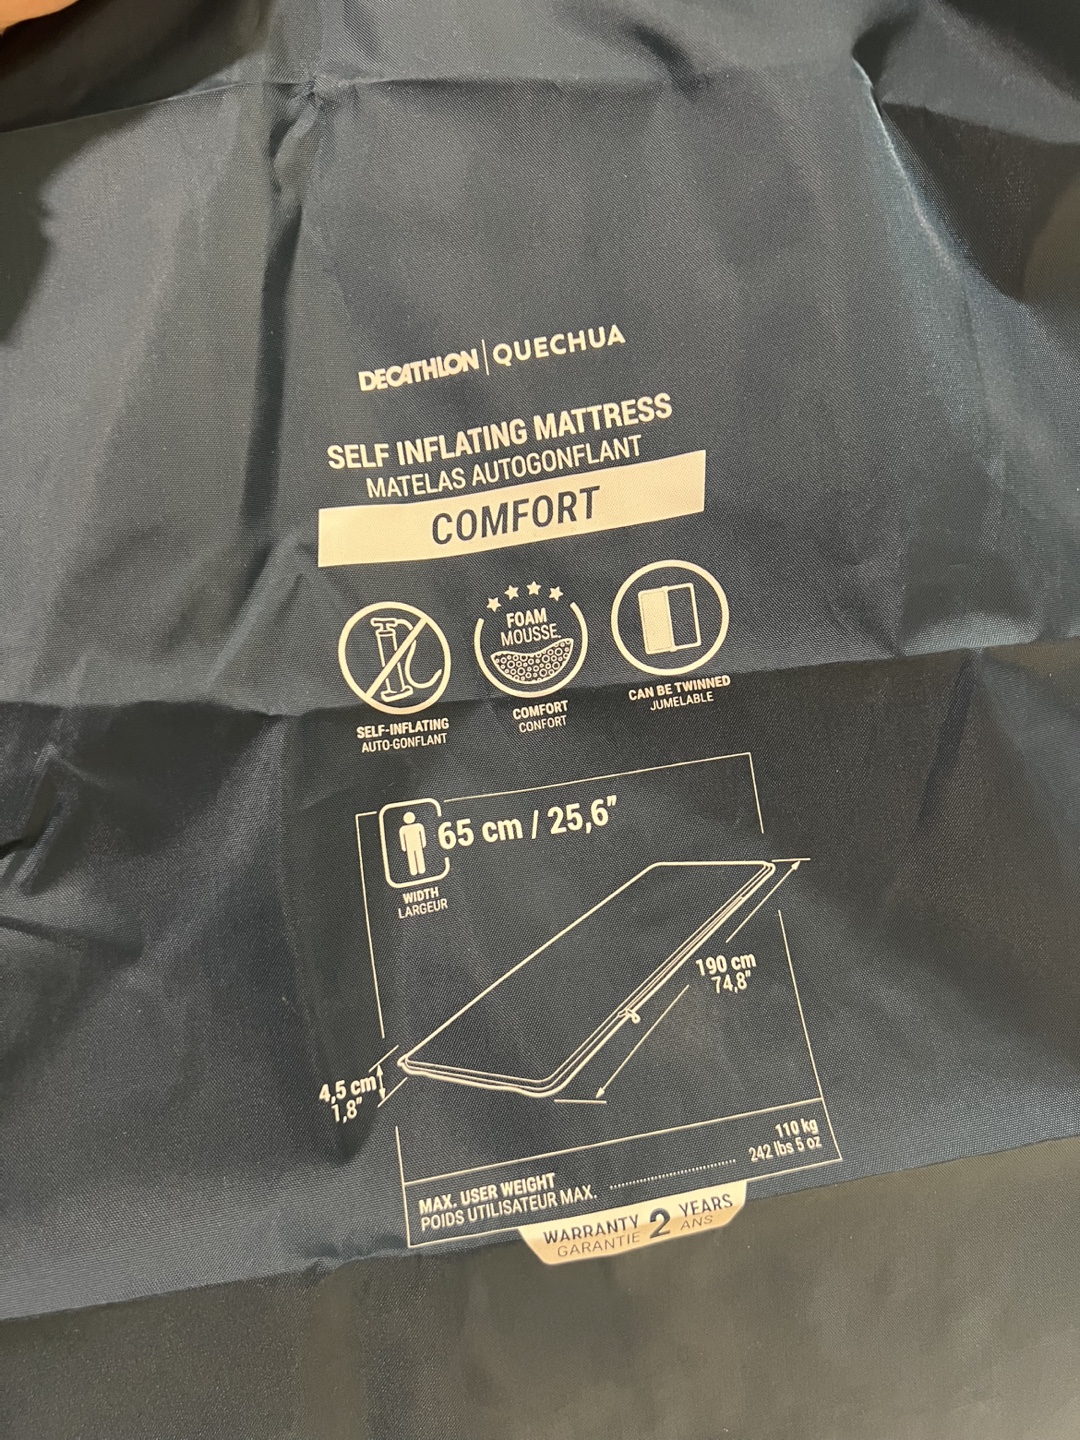 DECATHLON | QUECHUA
SELF INFLATING MATTRESS
MATELAS AUTOGONFLANT
COMFORT
FOAM
MOUSSE
SELF-INFLATING
AUTO-GONFLANT
COMFORT
CONFORT
CAN BE TWINNED
JUMELABLE
65 cm / 25,6"
WIDTH
LARGEUR
190 cm
74,8"
4,5 cm
1,8"
110 kg
242 lbs 5 oz
MAX. USER WEIGHT
POIDS UTILISATEUR MAX.
WARRANTY 2 YEARS
GARANTIE ANS